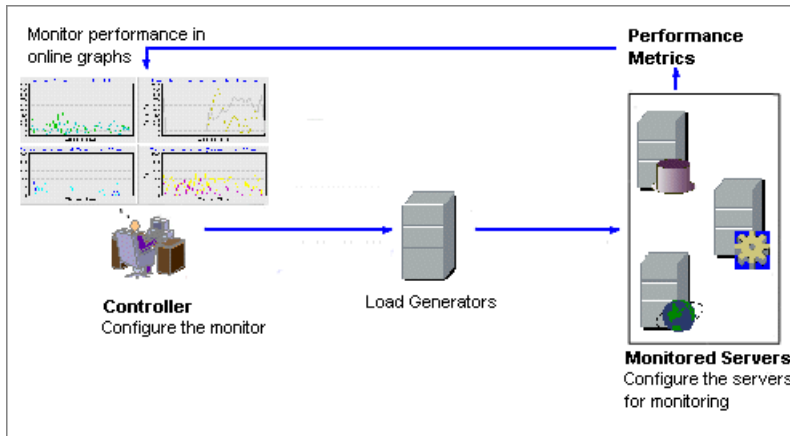 Monitor performance in
online graphs
Performance
Metrics
Controller
Configure the monitor
Load Generators
Monitored Servers
Configure the servers
for monitoring